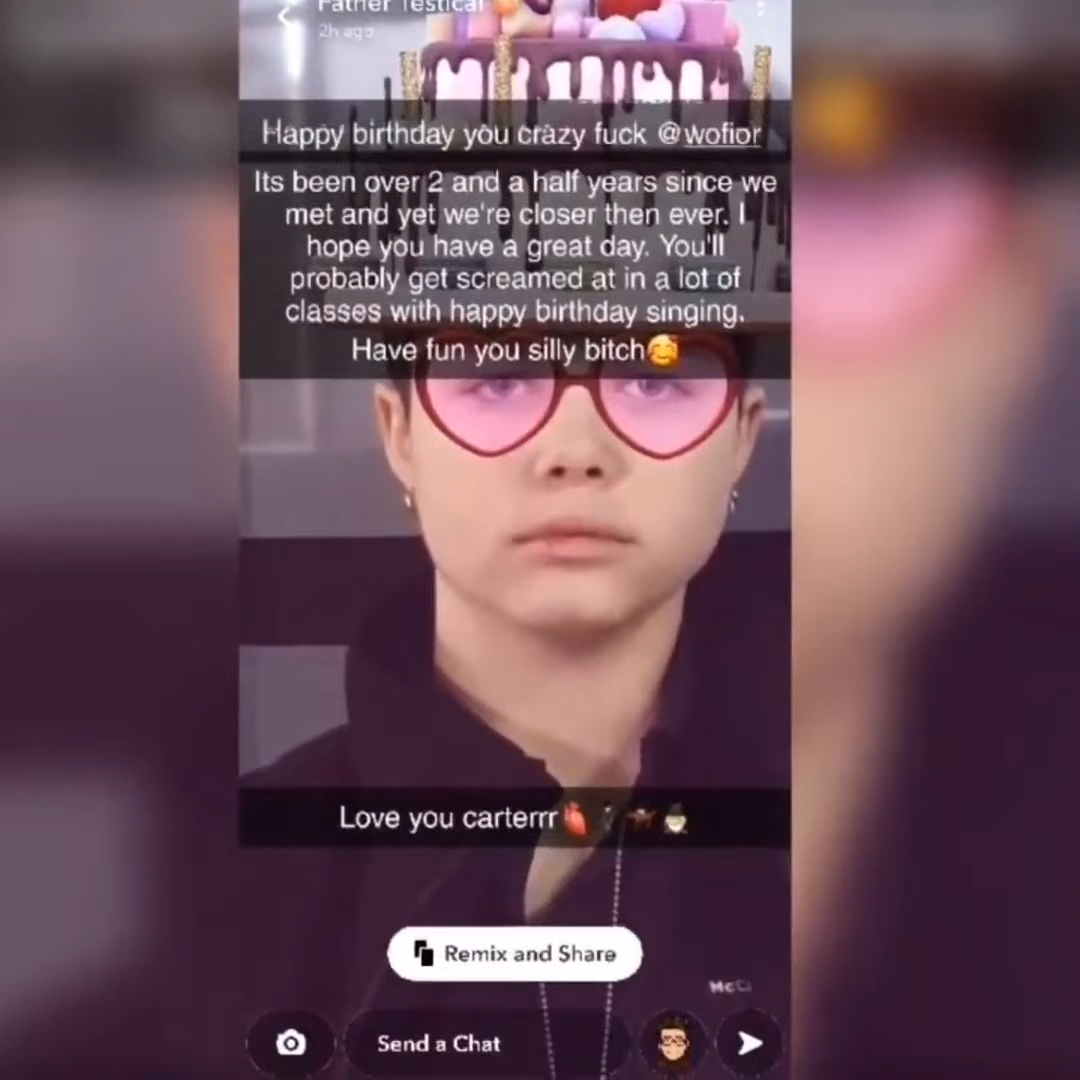 Father Testical
2h ago
Happy birthday you crazy fuck @wofior
Its been over 2 and a half years since we
met and yet we're closer then ever. I
hope you have a great day. You'll
probably get screamed at in a lot of
classes with happy birthday singing.
Have fun you silly bitch🥰
Love you carterrr
Remix and Share
Send a Chat